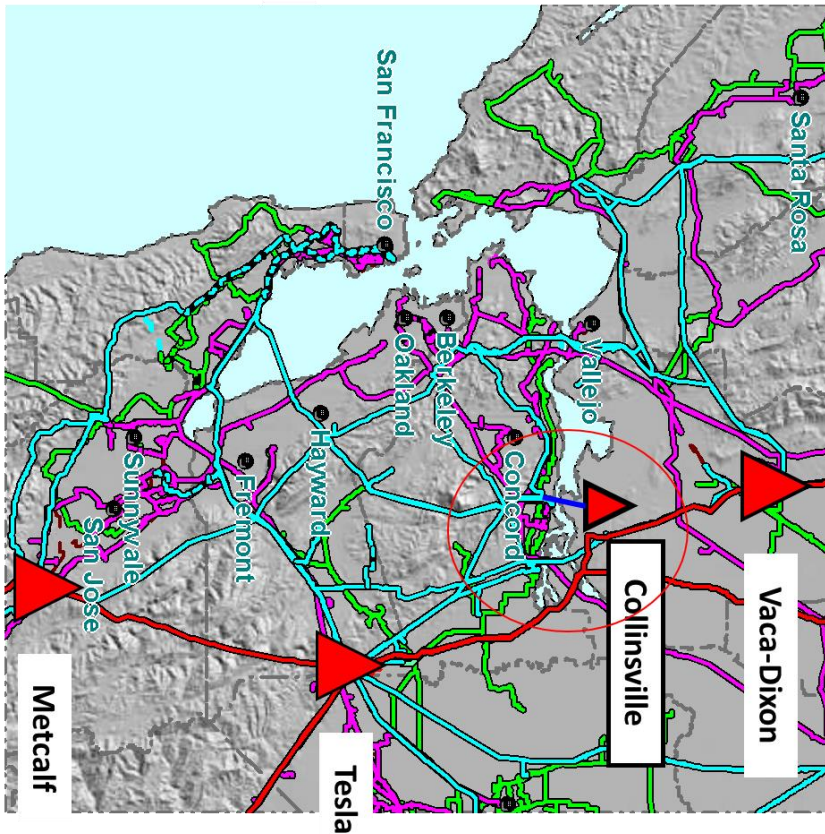 Santa Rosa
San Francisco
Vallejo
Berkeley
Oakland
Concord
Hayward
Fremont
Sunnyvale
San Jose
Vaca-Dixon
Collinsville
Tesla
Metcalf